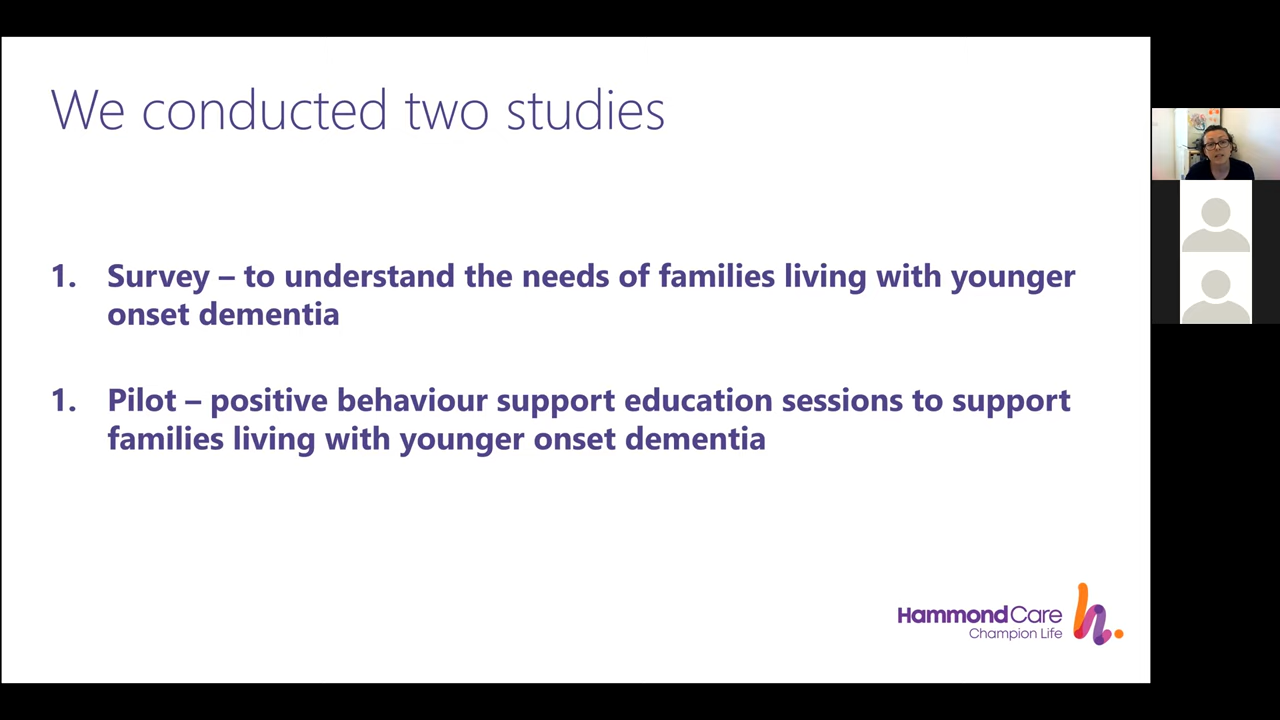 We conducted two studies
1. Survey – to understand the needs of families living with younger
onset dementia
1. Pilot – positive behaviour support education sessions to support
families living with younger onset dementia
HammondCare
Champion Life